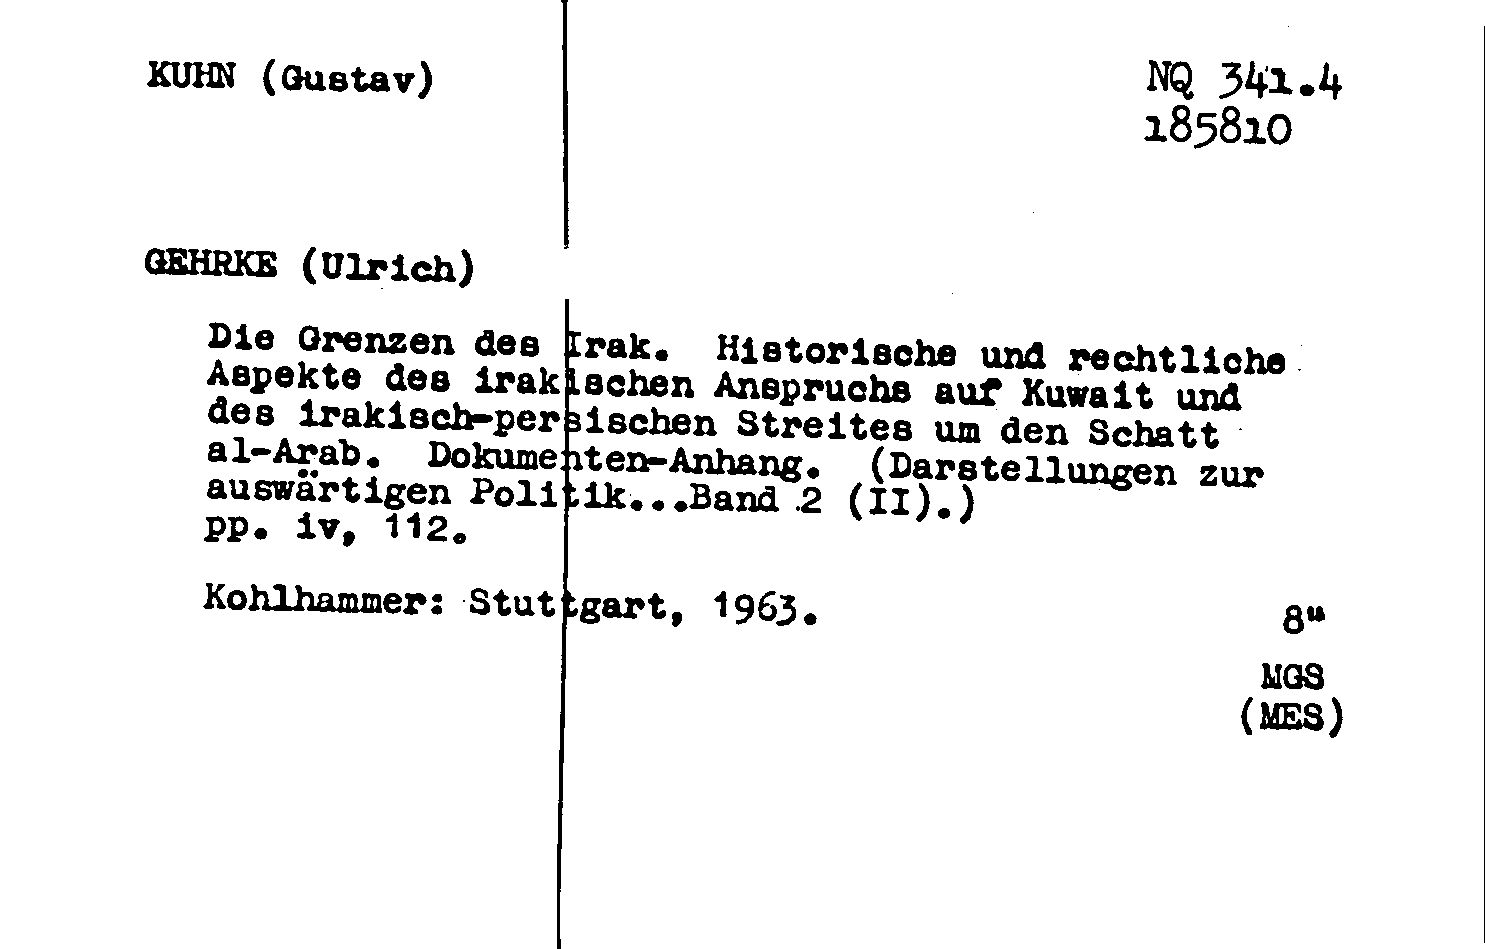 KUHN (Gustav)
NQ 341.4
185810
GEHRKE (Ulrich)
Die Grenzen des Irak. Historische und rechtliche
Aspekte des irakischen Anspruchs auf Kuwait und
des irakisch-persischen Streites um den Schatt
al-Arab. Dokumenten-Anhang. (Darstellungen zur
auswärtigen Politik...Band 2 (II).)
pp. iv, 112.
Kohlhammer: Stuttgart, 1963.
8"
MGS
(MES)